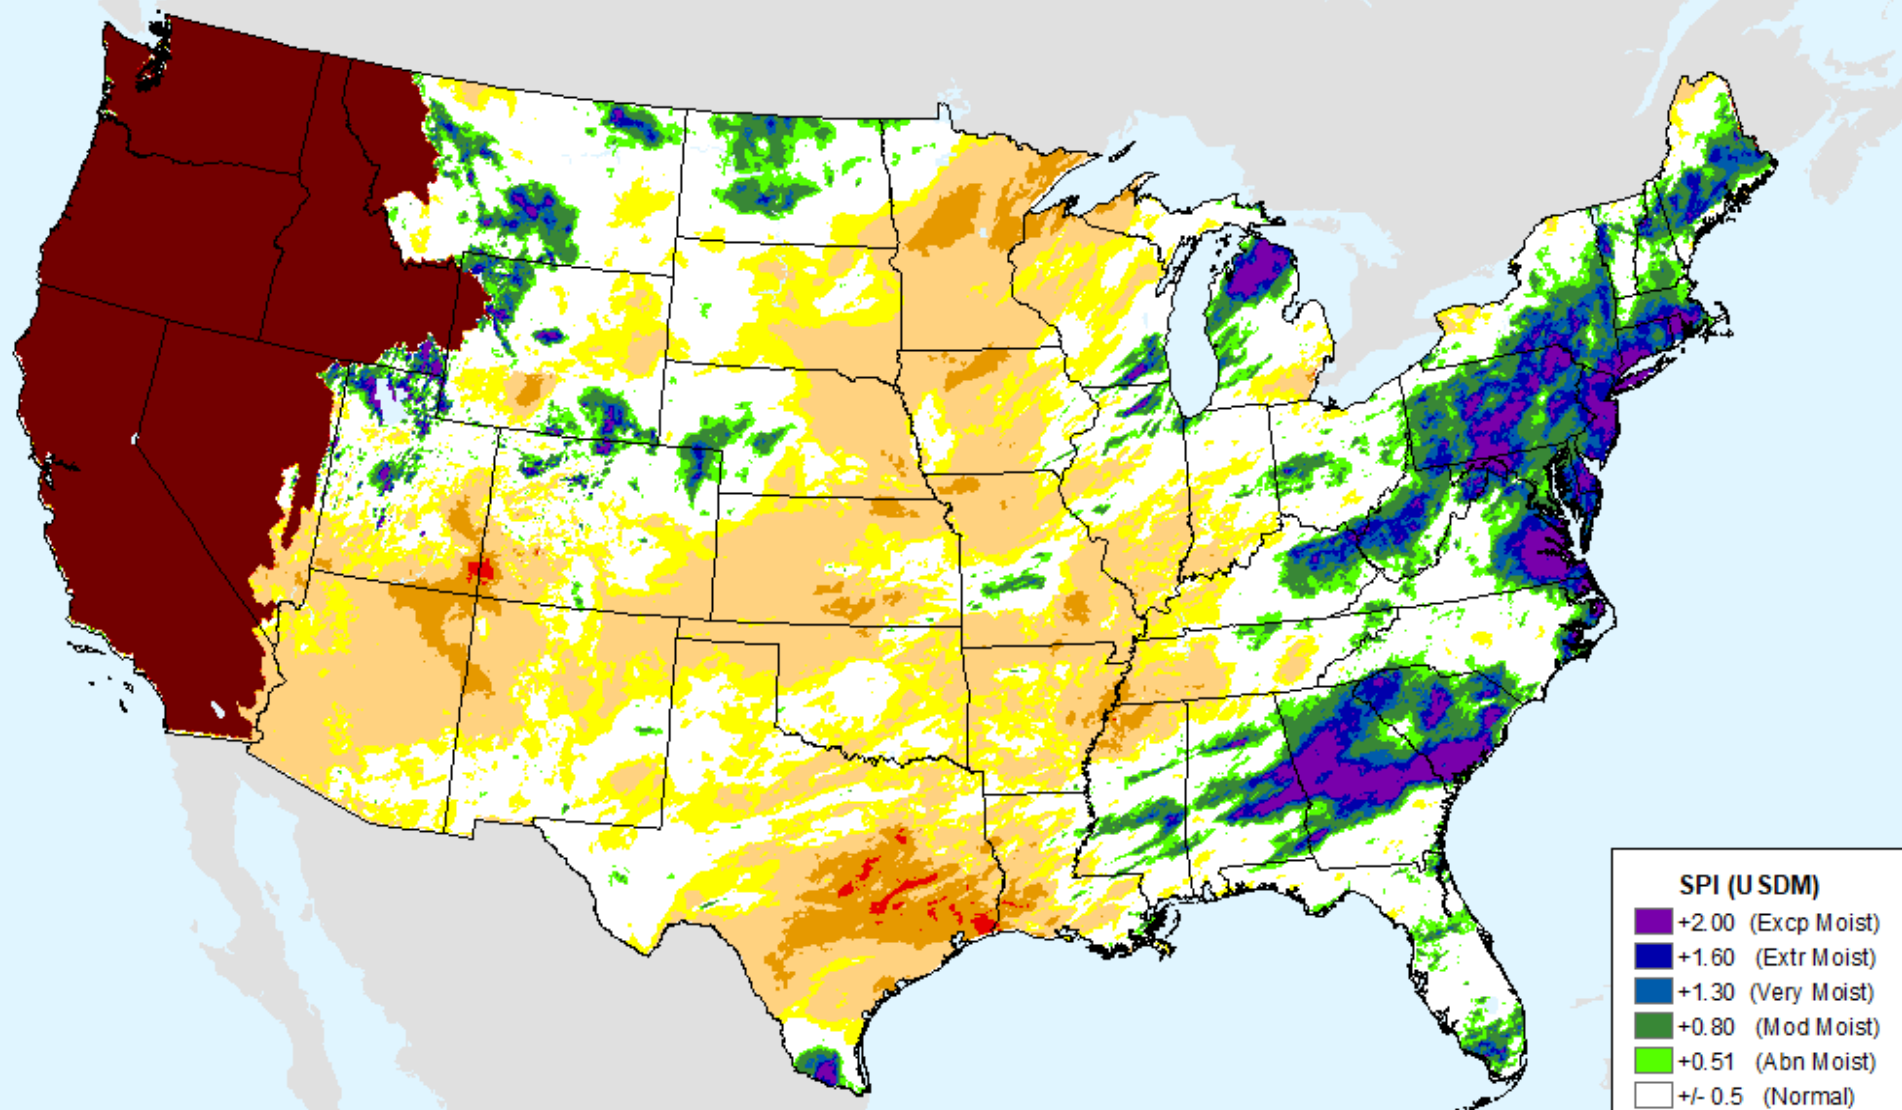 SPI (USDM)
+2.00 (Excp Moist)
+1.60 (Extr Moist)
+1.30 (Very Moist)
+0.80 (Mod Moist)
+0.51 (Abn Moist)
+/- 0.5 (Normal)